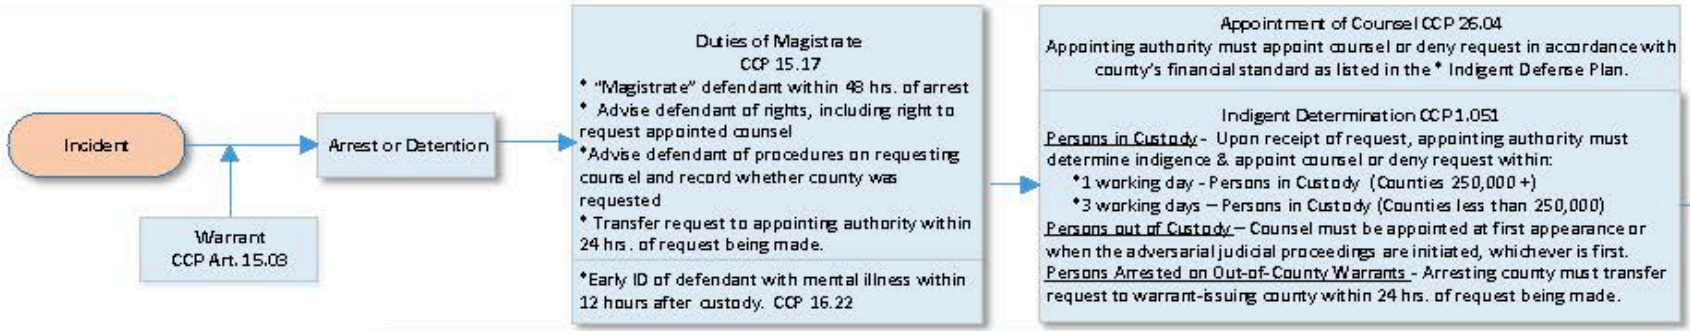 Incident
Warrant
CCP Art. 15.03
Arrest or Detention
Duties of Magistrate
CCP 15.17
* "Magistrate" defendant within 48 hrs. of arrest
* Advise defendant of rights, including right to
request appointed counsel
*Advise defendant of procedures on requesting
counsel and record whether county was
requested
* Transfer request to appointing authority within
24 hrs. of request being made.
*Early ID of defendant with mental illness within
12 hours after custody. CCP 16.22
Appointment of Counsel CCP 26.04
Appointing authority must appoint counsel or deny request in accordance with
county's financial standard as listed in the * Indigent Defense Plan.
Indigent Determination CCP1.051
Persons in Custody - Upon receipt of request, appointing authority must
determine indigence & appoint counsel or deny request within:
*1 working day - Persons in Custody (Counties 250,000 +)
*3 working days – Persons in Custody (Counties less than 250,000)
Persons out of Custody – Counsel must be appointed at first appearance or
when the adversarial judicial proceedings are initiated, whichever is first.
Persons Arrested on Out-of-County Warrants - Arresting county must transfer
request to warrant-issuing county within 24 hrs. of request being made.